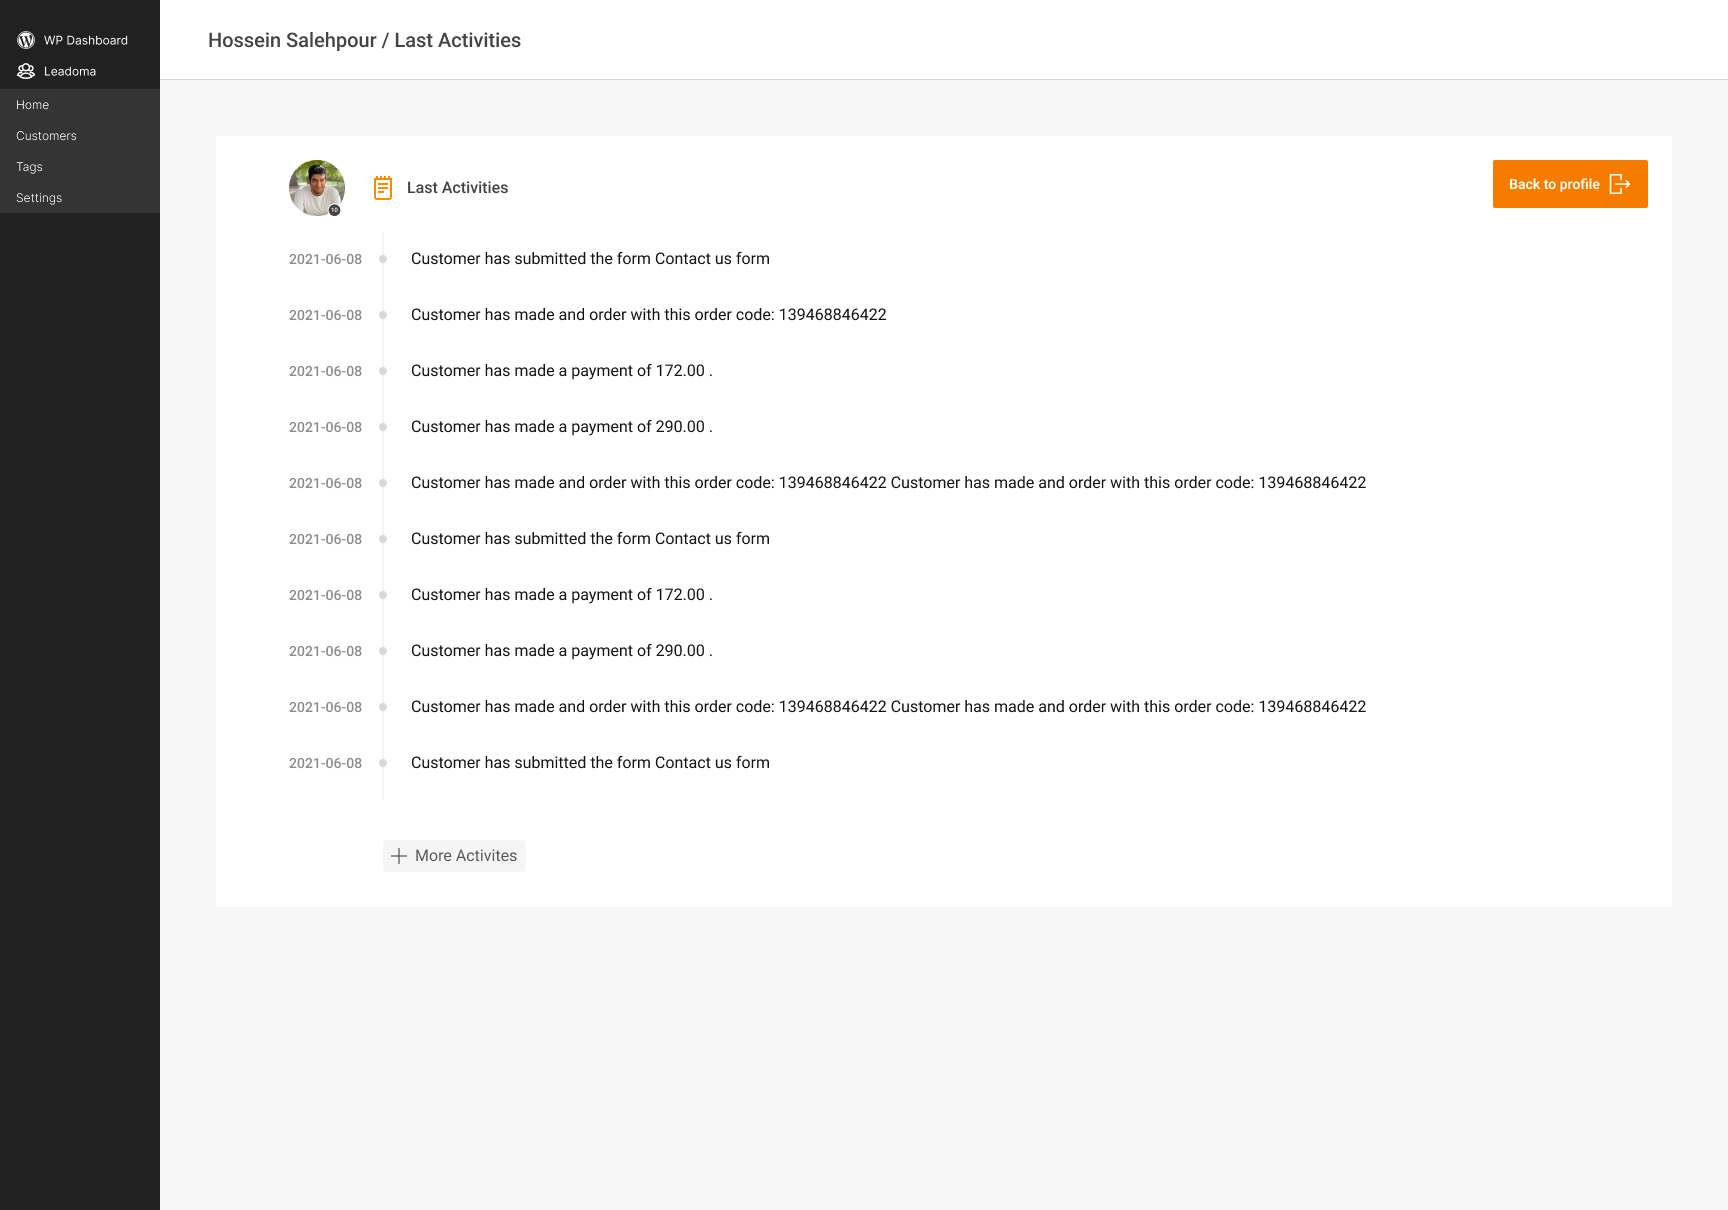 WP Dashboard
Leadoma
Home
Customers
Tags
Settings
Hossein Salehpour / Last Activities
Last Activities
Back to profile
2021-06-08 Customer has submitted the form Contact us form
2021-06-08 Customer has made and order with this order code: 139468846422
2021-06-08 Customer has made a payment of 172.00 .
2021-06-08 Customer has made a payment of 290.00 .
2021-06-08 Customer has made and order with this order code: 139468846422 Customer has made and order with this order code: 139468846422
2021-06-08 Customer has submitted the form Contact us form
2021-06-08 Customer has made a payment of 172.00 .
2021-06-08 Customer has made a payment of 290.00 .
2021-06-08 Customer has made and order with this order code: 139468846422 Customer has made and order with this order code: 139468846422
2021-06-08 Customer has submitted the form Contact us form
More Activites